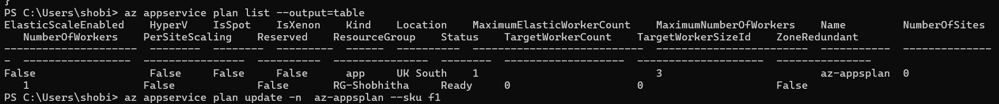 }
PS C:\Users\shobi> az appservice plan list --output=table
ElasticScaleEnabled    HyperV    IsSpot    IsXenon    Kind    Location    MaximumElasticWorkerCount    MaximumNumberOfWorkers    Name         NumberOfSites
   NumberOfWorkers    PerSiteScaling    Reserved    ResourceGroup    Status    TargetWorkerCount    TargetWorkerSizeId    ZoneRedundant
---------------------  --------  --------  ---------  ------  ----------  ---------------------------  ------------------------  -----------  --------------
-  -----------------  ----------------  ----------  ---------------  --------  -------------------  --------------------  ---------------
False                  False     False     False      app     UK South    1                            3                         az-appsplan  0
   1                  False             False       RG-Shobhitha     Ready     0                    0                     False
PS C:\Users\shobi> az appservice plan update -n  az-appsplan --sku f1